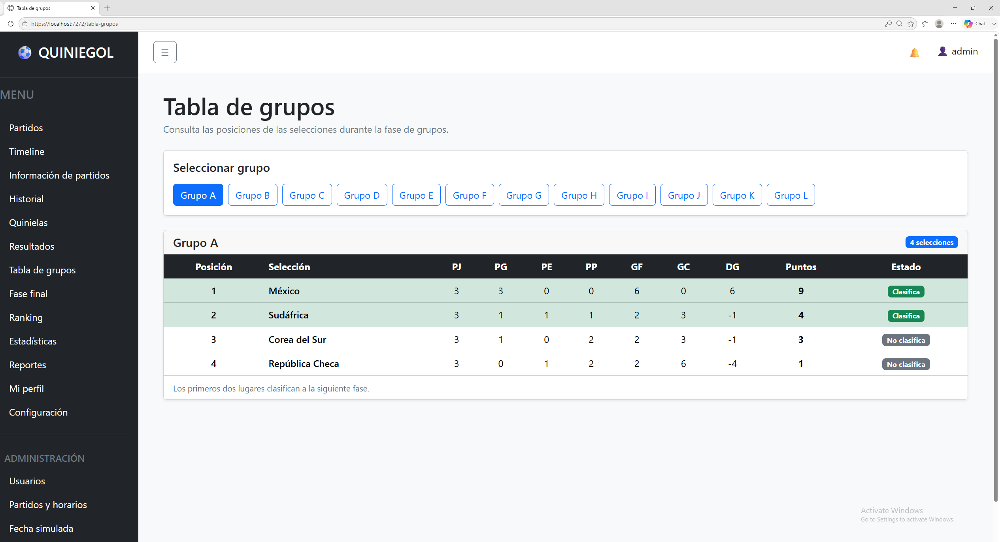 Tabla de grupos
https://localhost:7272/tabla-grupos
Chat
QUINIEGOL
admin
MENU
Partidos
Timeline
Información de partidos
Historial
Quinielas
Resultados
Tabla de grupos
Fase final
Ranking
Estadísticas
Reportes
Mi perfil
Configuración
ADMINISTRACIÓN
Usuarios
Partidos y horarios
Fecha simulada
Tabla de grupos
Consulta las posiciones de las selecciones durante la fase de grupos.
Seleccionar grupo
Grupo A Grupo B Grupo C Grupo D Grupo E Grupo F Grupo G Grupo H Grupo I Grupo J Grupo K Grupo L
Grupo A 4 selecciones
Posición Selección PJ PG PE PP GF GC DG Puntos Estado
1 México 3 3 0 0 6 0 6 9 Clasifica
2 Sudáfrica 3 1 1 1 2 3 -1 4 Clasifica
3 Corea del Sur 3 1 0 2 2 3 -1 3 No clasifica
4 República Checa 3 0 1 2 2 6 -4 1 No clasifica
Los primeros dos lugares clasifican a la siguiente fase.
Activate Windows
Go to Settings to activate Windows.